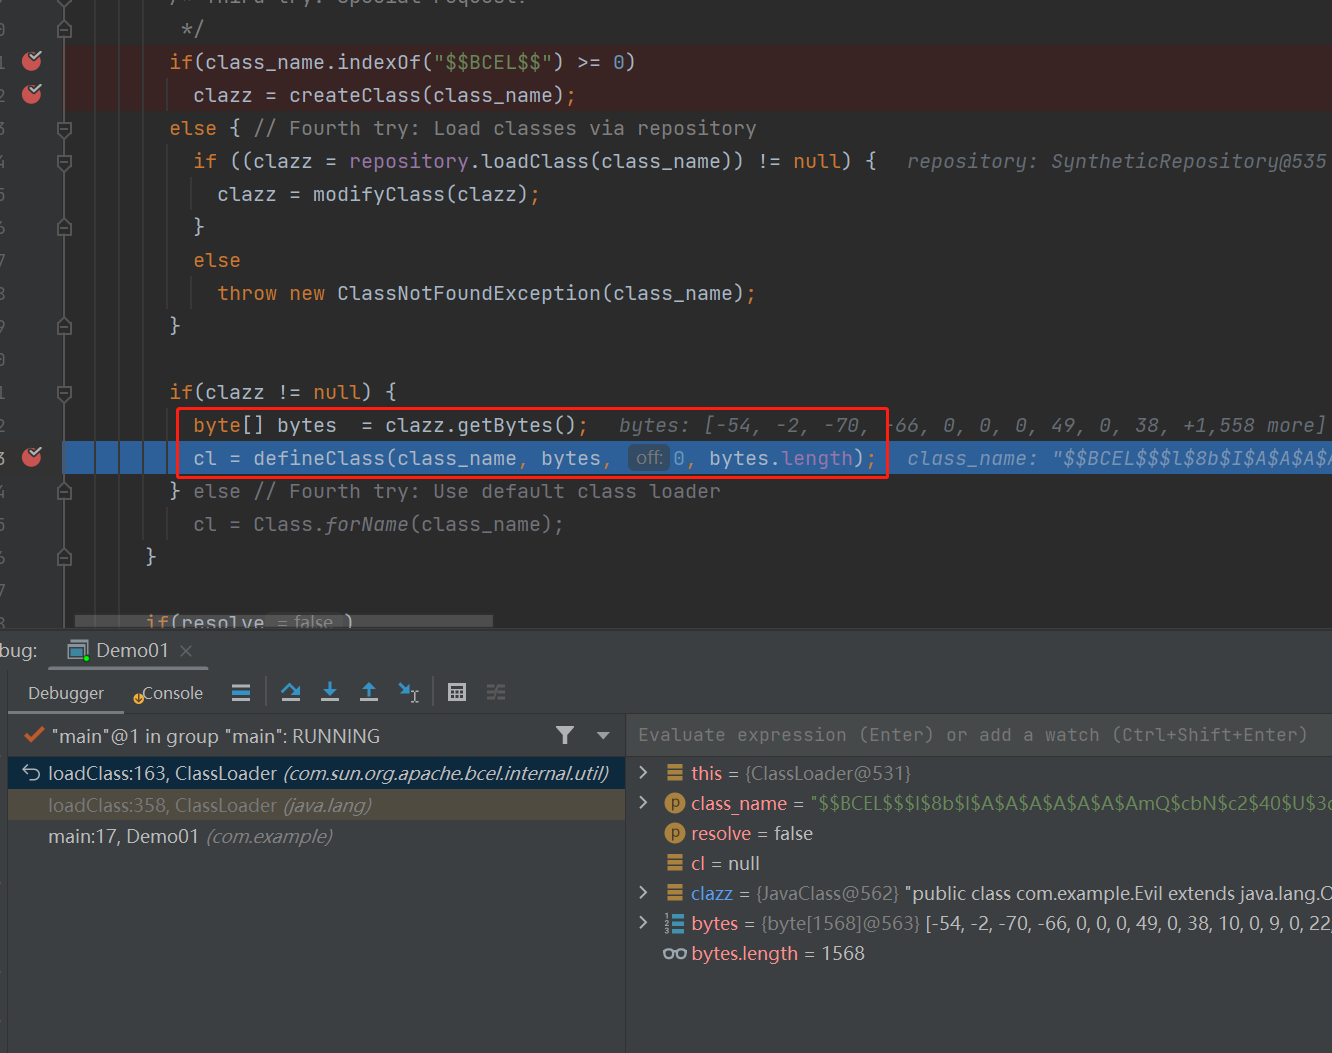 /* Third try: Special request?
*/
if(class_name.indexOf("$$BCEL$$") >= 0)
clazz = createClass(class_name);
else { // Fourth try: Load classes via repository
if ((clazz = repository.loadClass(class_name)) != null) { repository: SyntheticRepository@535
clazz = modifyClass(clazz);
}
else
throw new ClassNotFoundException(class_name);
}
if(clazz != null) {
byte[] bytes = clazz.getBytes(); bytes: [-54, -2, -70, -66, 0, 0, 0, 49, 0, 38, +1,558 more]
cl = defineClass(class_name, bytes, off: 0, bytes.length); class_name: "$$BCEL$$$l$8b$I$A$A$A$A
} else // Fourth try: Use default class loader
cl = Class.forName(class_name);
}
if(resolve = false )
bug: Demo01
Debugger Console
"main"@1 in group "main": RUNNING
loadClass:163, ClassLoader (com.sun.org.apache.bcel.internal.util)
loadClass:358, ClassLoader (java.lang)
main:17, Demo01 (com.example)
Evaluate expression (Enter) or add a watch (Ctrl+Shift+Enter)
this = {ClassLoader@531}
class_name = "$$BCEL$$$l$8b$I$A$A$A$A$A$A$AmQ$cbN$c2$40$U$3d
resolve = false
cl = null
clazz = {JavaClass@562} "public class com.example.Evil extends java.lang.O
bytes = {byte[1568]@563} [-54, -2, -70, -66, 0, 0, 0, 49, 0, 38, 10, 0, 9, 0, 22,
bytes.length = 1568